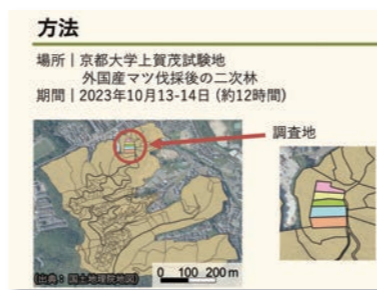 方法
場所｜京都大学上賀茂試験地
外国産マツ伐採後の二次林
期間｜2023年10月13-14日 (約12時間)
調査地
(出典：国土地理院地図)
0 100 200 m